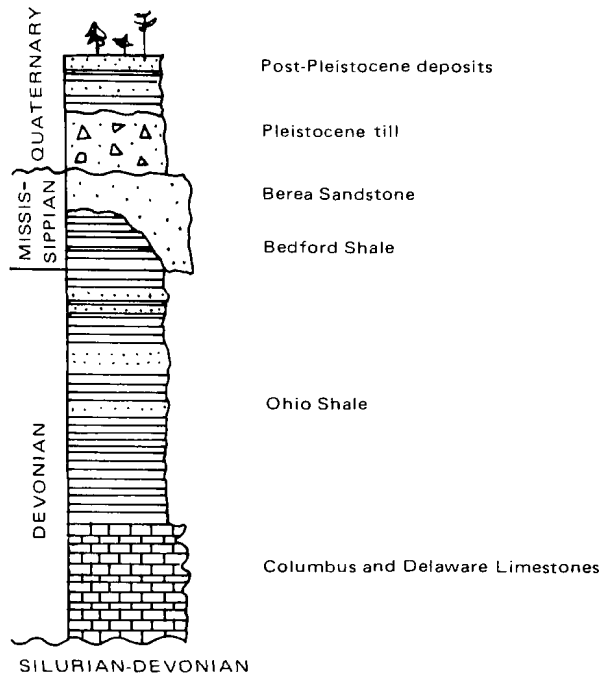 QUATERNARY
Post-Pleistocene deposits
Pleistocene till
MISSIS-
SIPPIAN
Berea Sandstone
Bedford Shale
DEVONIAN
Ohio Shale
Columbus and Delaware Limestones
SILURIAN-DEVONIAN